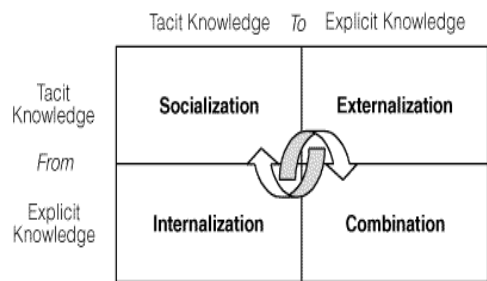 Tacit Knowledge To Explicit Knowledge
Tacit
Knowledge
Socialization Externalization
From
Explicit
Knowledge
Internalization Combination